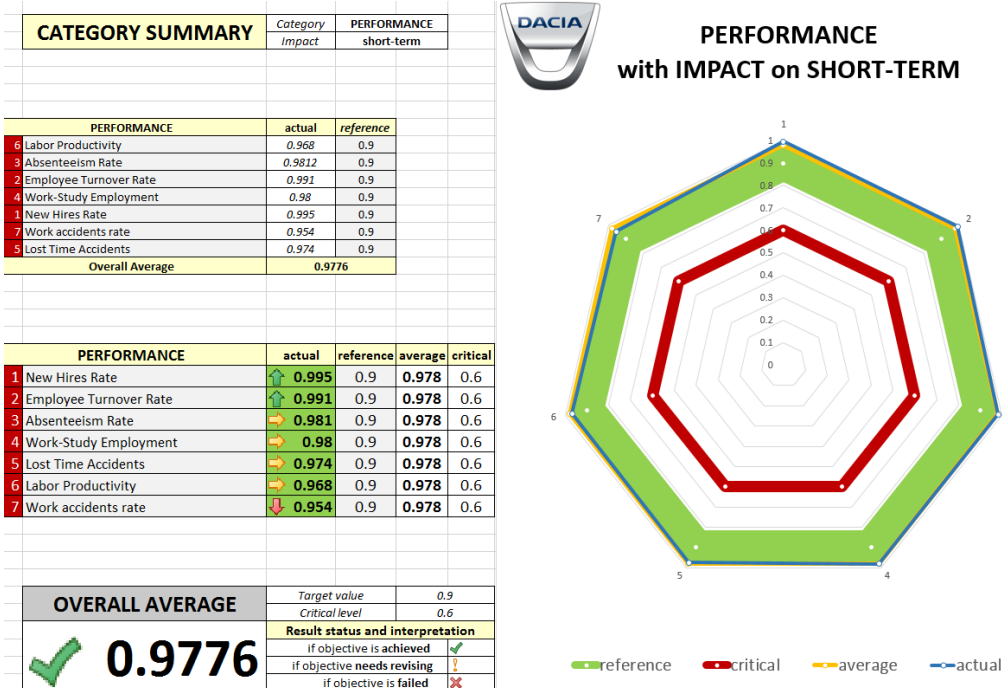 CATEGORY SUMMARY
Category PERFORMANCE
Impact short-term
PERFORMANCE actual reference
6 Labor Productivity 0.968 0.9
3 Absenteeism Rate 0.9812 0.9
2 Employee Turnover Rate 0.991 0.9
4 Work-Study Employment 0.98 0.9
1 New Hires Rate 0.995 0.9
7 Work accidents rate 0.954 0.9
5 Lost Time Accidents 0.974 0.9
Overall Average 0.9776
PERFORMANCE actual reference average critical
1 New Hires Rate 0.995 0.9 0.978 0.6
2 Employee Turnover Rate 0.991 0.9 0.978 0.6
3 Absenteeism Rate 0.981 0.9 0.978 0.6
4 Work-Study Employment 0.98 0.9 0.978 0.6
5 Lost Time Accidents 0.974 0.9 0.978 0.6
6 Labor Productivity 0.968 0.9 0.978 0.6
7 Work accidents rate 0.954 0.9 0.978 0.6
OVERALL AVERAGE
Target value 0.9
Critical level 0.6
0.9776
Result status and interpretation
if objective is achieved
if objective needs revising
if objective is failed
DACIA
PERFORMANCE
with IMPACT on SHORT-TERM
1
1
0.9
0.8
0.7
0.6
0.5
0.4
0.3
0.2
0.1
0
2
4
5
6
7
reference critical average actual